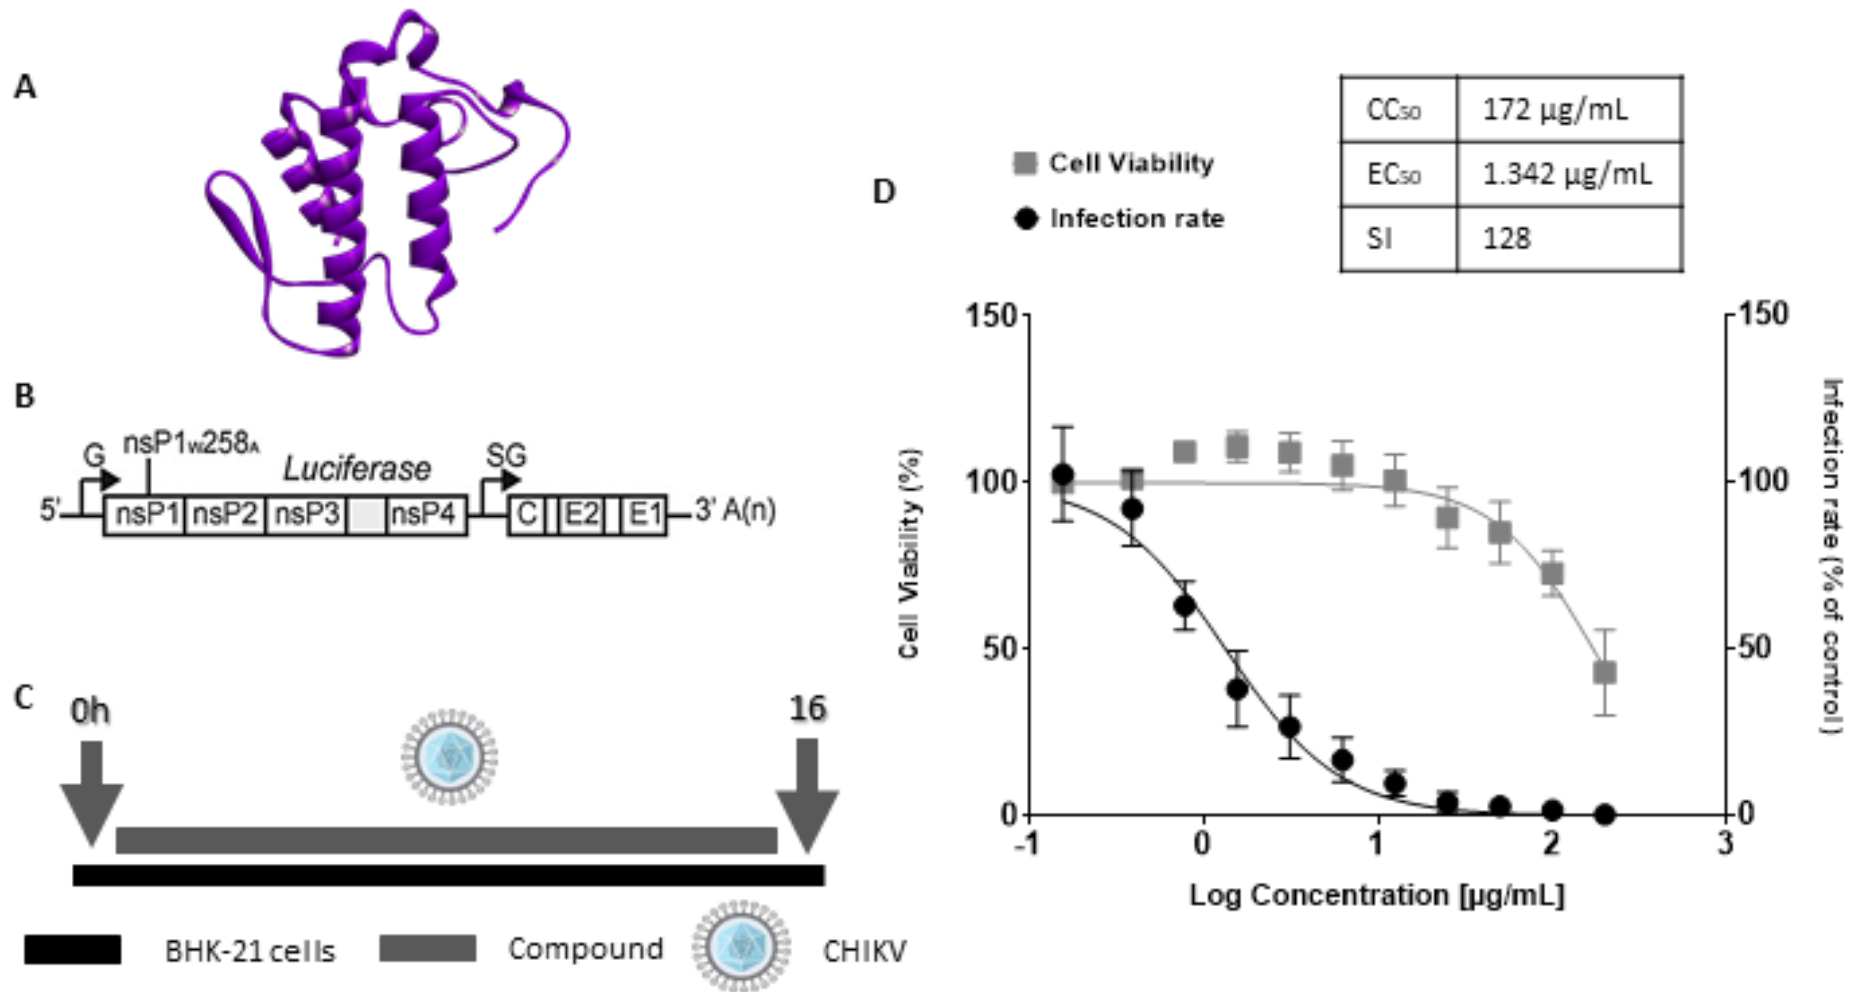 A
B
G
nsP1W258A
Luciferase
SG
5'
nsP1
nsP2
nsP3
nsP4
C
E2
E1
3' A(n)
C
0h
16
BHK-21 cells
Compound
CHIKV
D
Cell Viability
Infection rate
CC50 172 µg/mL
EC50 1.342 µg/mL
SI 128
150
100
50
0
Cell Viability (%)
150
100
50
0
Infection rate (% of control)
-1 0 1 2 3
Log Concentration [µg/mL]